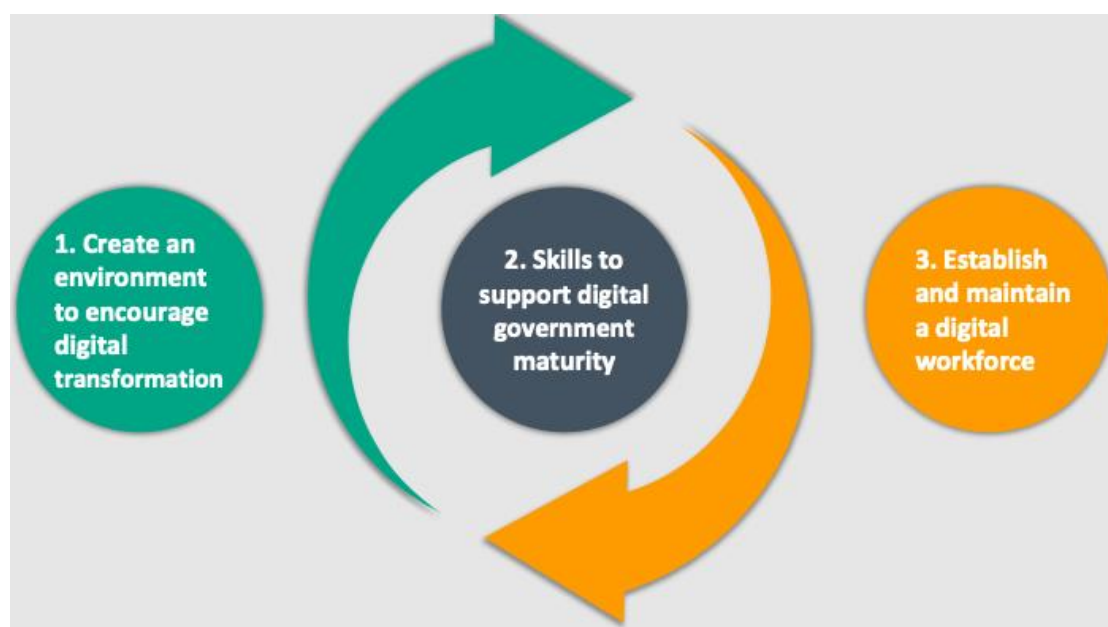 1. Create an
environment
to encourage
digital
transformation
2. Skills to
support digital
government
maturity
3. Establish
and maintain
a digital
workforce